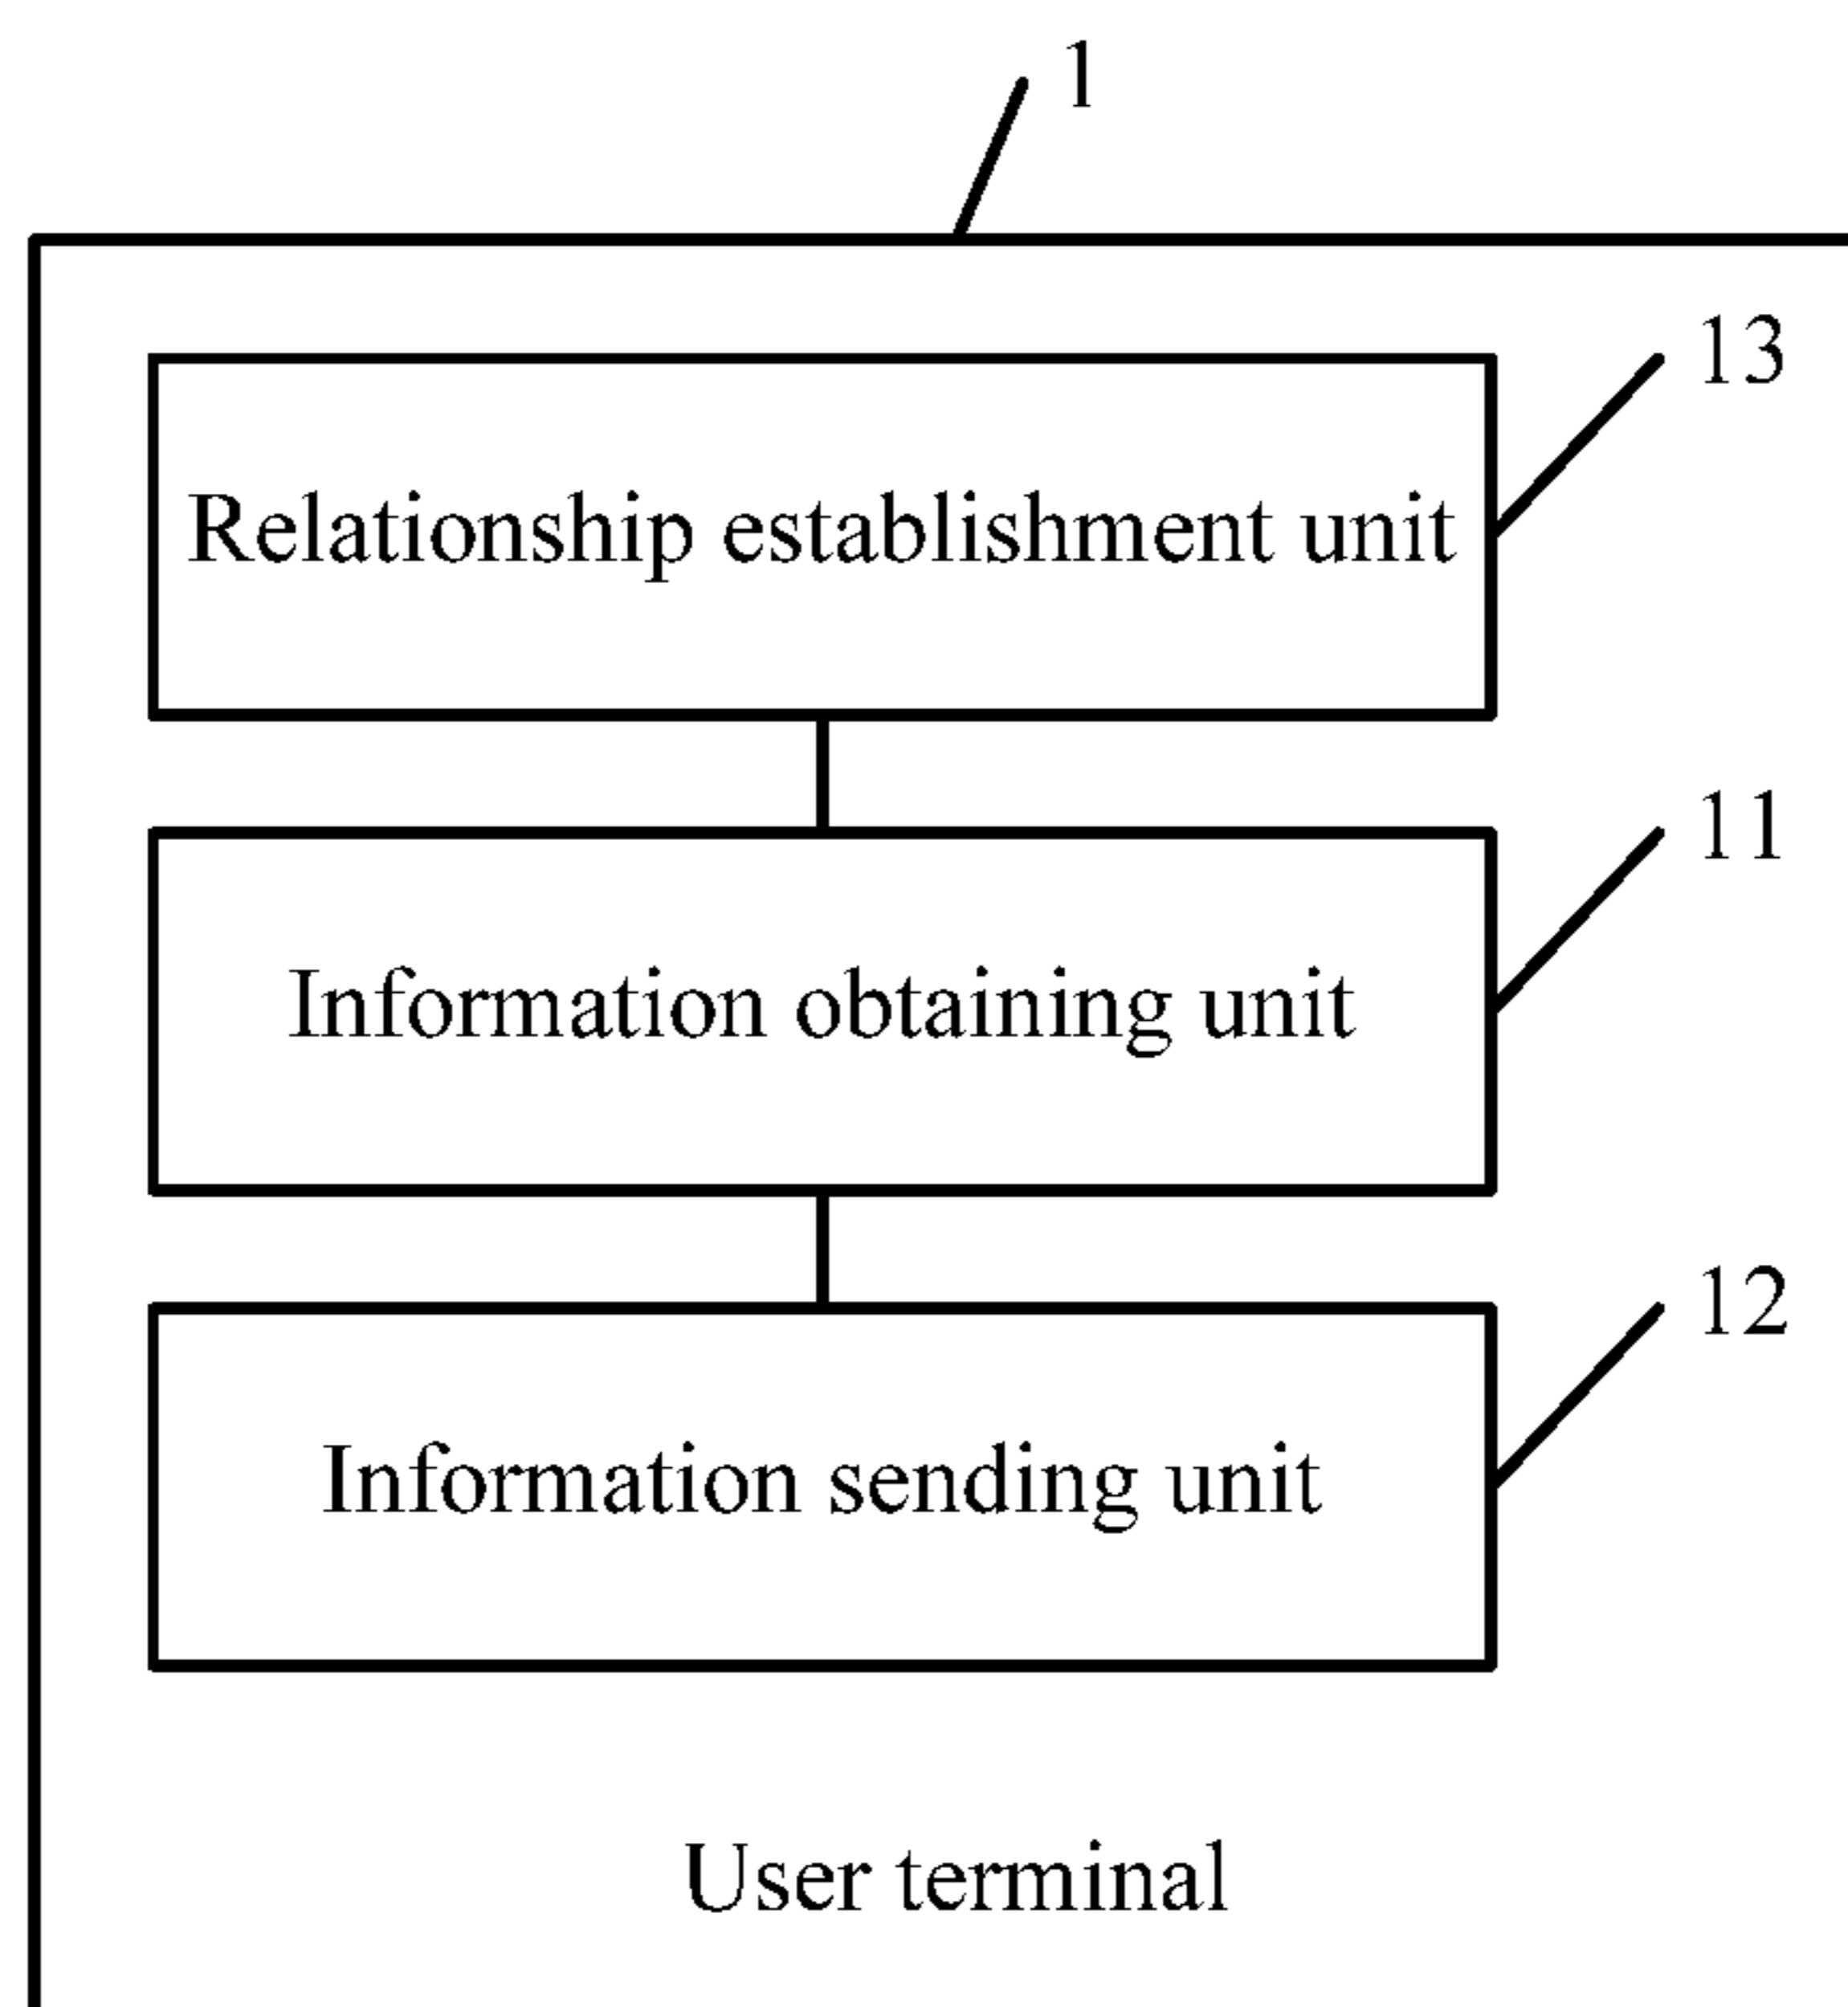 1
13
Relationship establishment unit
11
Information obtaining unit
12
Information sending unit
User terminal